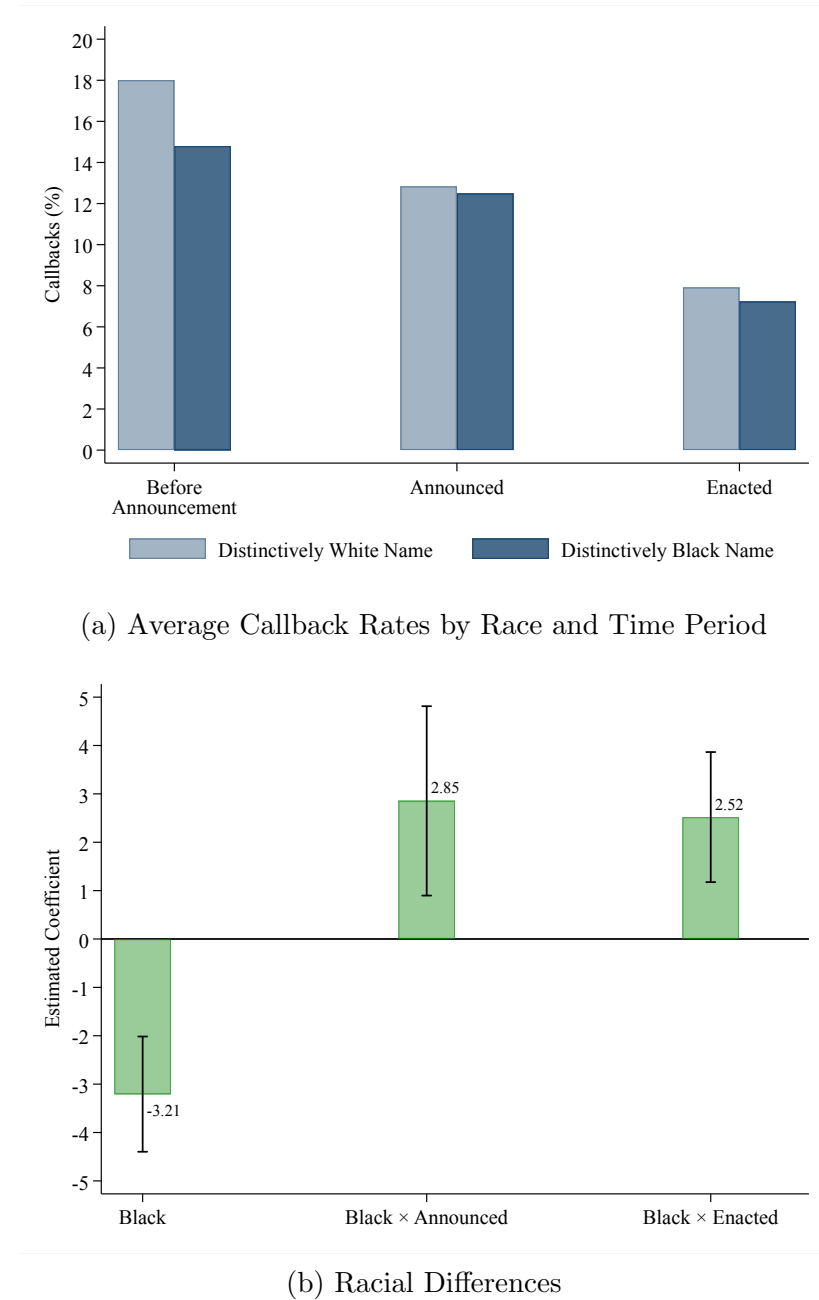 20
18
16
14
12
10
8
6
4
2
0
Callbacks (%)
Before
Announcement
Announced
Enacted
Distinctively White Name
Distinctively Black Name
(a) Average Callback Rates by Race and Time Period
5
4
3
2
1
0
-1
-2
-3
-4
-5
Estimated Coefficient
2.85
2.52
-3.21
Black
Black × Announced
Black × Enacted
(b) Racial Differences